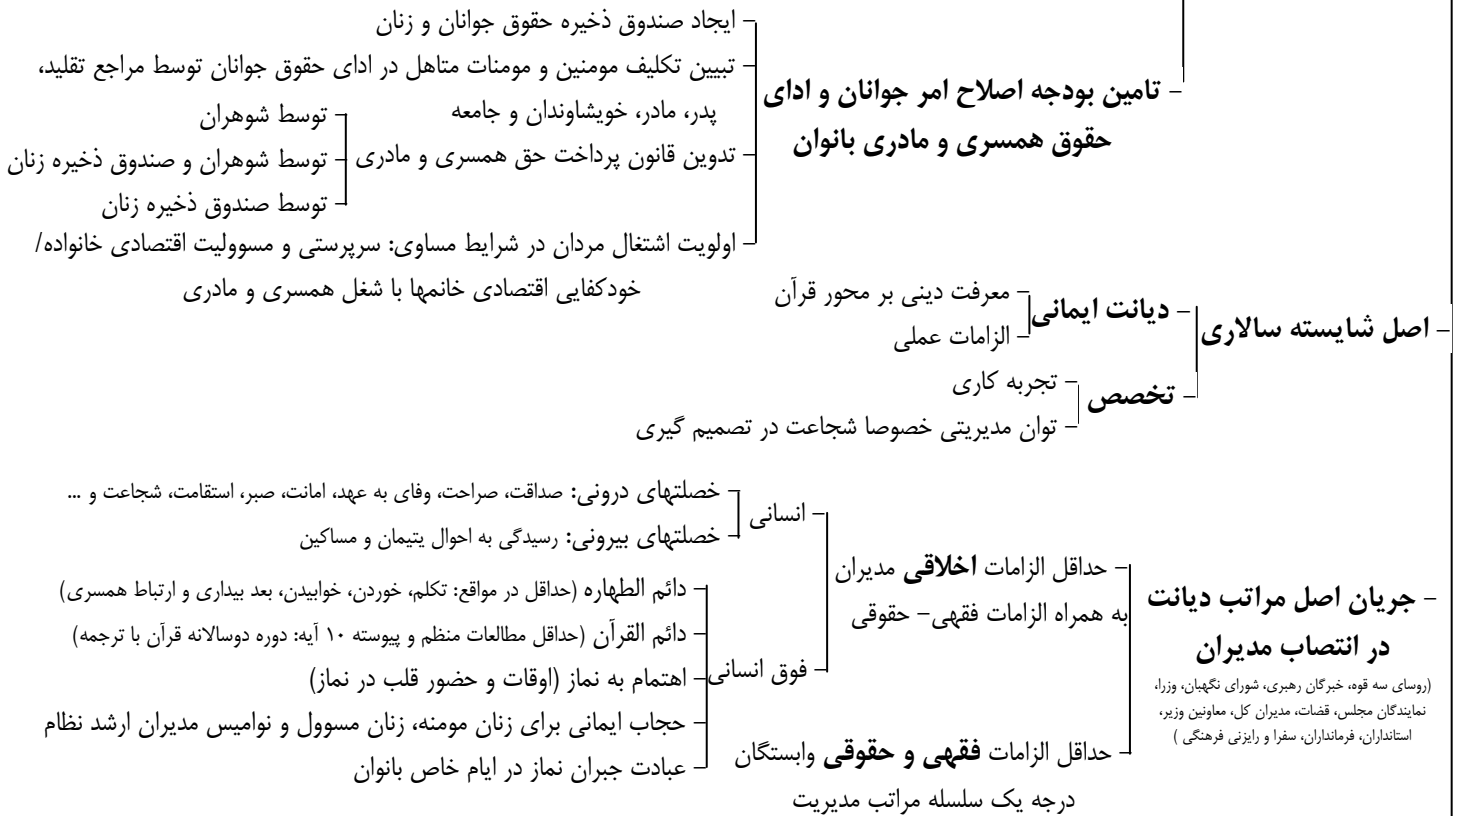 – تامین بودجه اصلاح امر جوانان و ادای
حقوق همسری و مادری بانوان
– ایجاد صندوق ذخیره حقوق جوانان و زنان
– تبیین تکلیف مومنین و مومنات متاهل در ادای حقوق جوانان توسط مراجع تقلید،
پدر، مادر، خویشاوندان و جامعه
– تدوین قانون پرداخت حق همسری و مادری
– توسط شوهران
– توسط شوهران و صندوق ذخیره زنان
– توسط صندوق ذخیره زنان
– اولویت اشتغال مردان در شرایط مساوی: سرپرستی و مسوولیت اقتصادی خانواده/
خودکفایی اقتصادی خانمها با شغل همسری و مادری
– اصل شایسته سالاری
– دیانت ایمانی
– معرفت دینی بر محور قرآن
– الزامات عملی
– تخصص
– تجربه کاری
– توان مدیریتی خصوصا شجاعت در تصمیم گیری
– جریان اصل مراتب دیانت
در انتصاب مدیران
(روسای سه قوه، خبرگان رهبری، شورای نگهبان، وزرا،
نمایندگان مجلس، قضات، مدیران کل، معاونین وزیر،
استانداران، فرمانداران، سفرا و رایزنی فرهنگی )
– حداقل الزامات اخلاقی مدیران
به همراه الزامات فقهی– حقوقی
– انسانی
– خصلتهای درونی: صداقت، صراحت، وفای به عهد، امانت، صبر، استقامت، شجاعت و ...
– خصلتهای بیرونی: رسیدگی به احوال یتیمان و مساکین
– فوق انسانی
– دائم الطهاره (حداقل در مواقع: تکلم، خوردن، خوابیدن، بعد بیداری و ارتباط همسری)
– دائم القرآن (حداقل مطالعات منظم و پیوسته ۱۰ آیه: دوره دوسالانه قرآن با ترجمه)
– اهتمام به نماز (اوقات و حضور قلب در نماز)
– حجاب ایمانی برای زنان مومنه، زنان مسوول و نوامیس مدیران ارشد نظام
– عبادت جبران نماز در ایام خاص بانوان
– حداقل الزامات فقهی و حقوقی وابستگان
درجه یک سلسله مراتب مدیریت